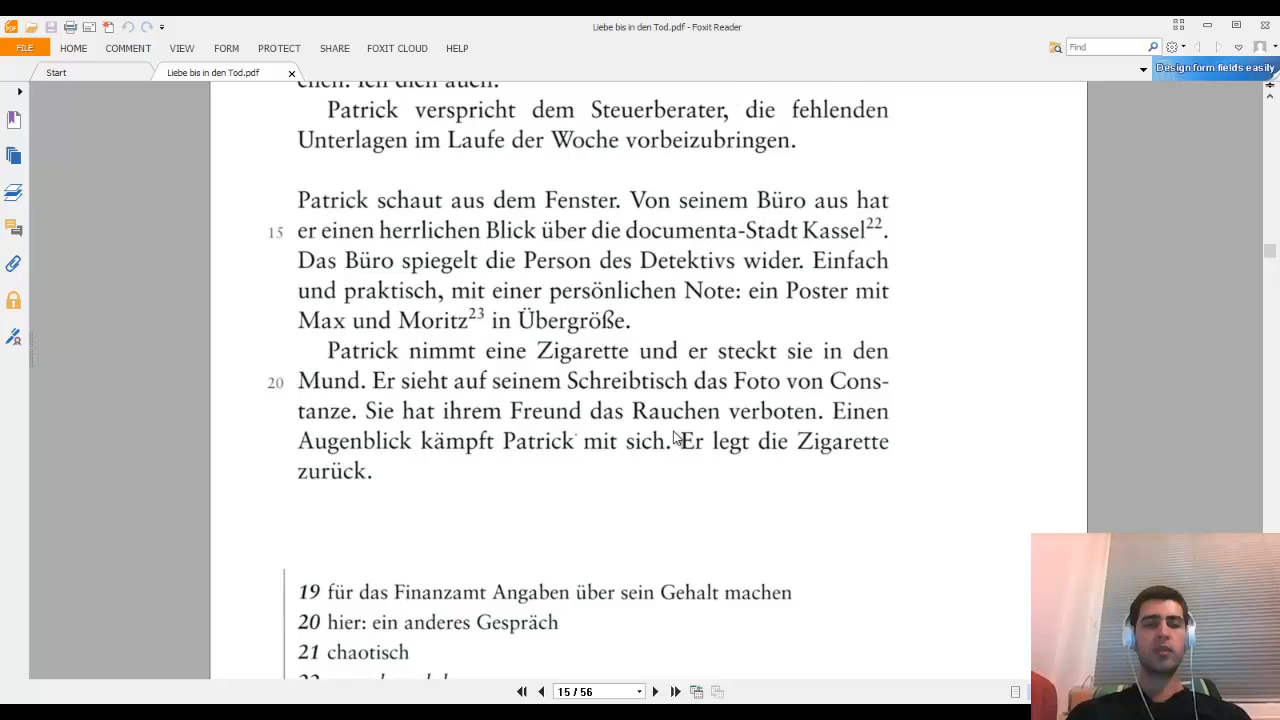 Liebe bis in den Tod.pdf - Foxit Reader
FILE HOME COMMENT VIEW FORM PROTECT SHARE FOXIT CLOUD HELP
Find
Start
Liebe bis in den Tod.pdf
Design form fields easily
chen. Ich dich auch.
Patrick verspricht dem Steuerberater, die fehlenden
Unterlagen im Laufe der Woche vorbeizubringen.
Patrick schaut aus dem Fenster. Von seinem Büro aus hat
15 er einen herrlichen Blick über die documenta-Stadt Kassel22.
Das Büro spiegelt die Person des Detektivs wider. Einfach
und praktisch, mit einer persönlichen Note: ein Poster mit
Max und Moritz23 in Übergröße.
Patrick nimmt eine Zigarette und er steckt sie in den
20 Mund. Er sieht auf seinem Schreibtisch das Foto von Cons-
tanze. Sie hat ihrem Freund das Rauchen verboten. Einen
Augenblick kämpft Patrick mit sich. Er legt die Zigarette
zurück.
19 für das Finanzamt Angaben über sein Gehalt machen
20 hier: ein anderes Gespräch
21 chaotisch
15 / 56